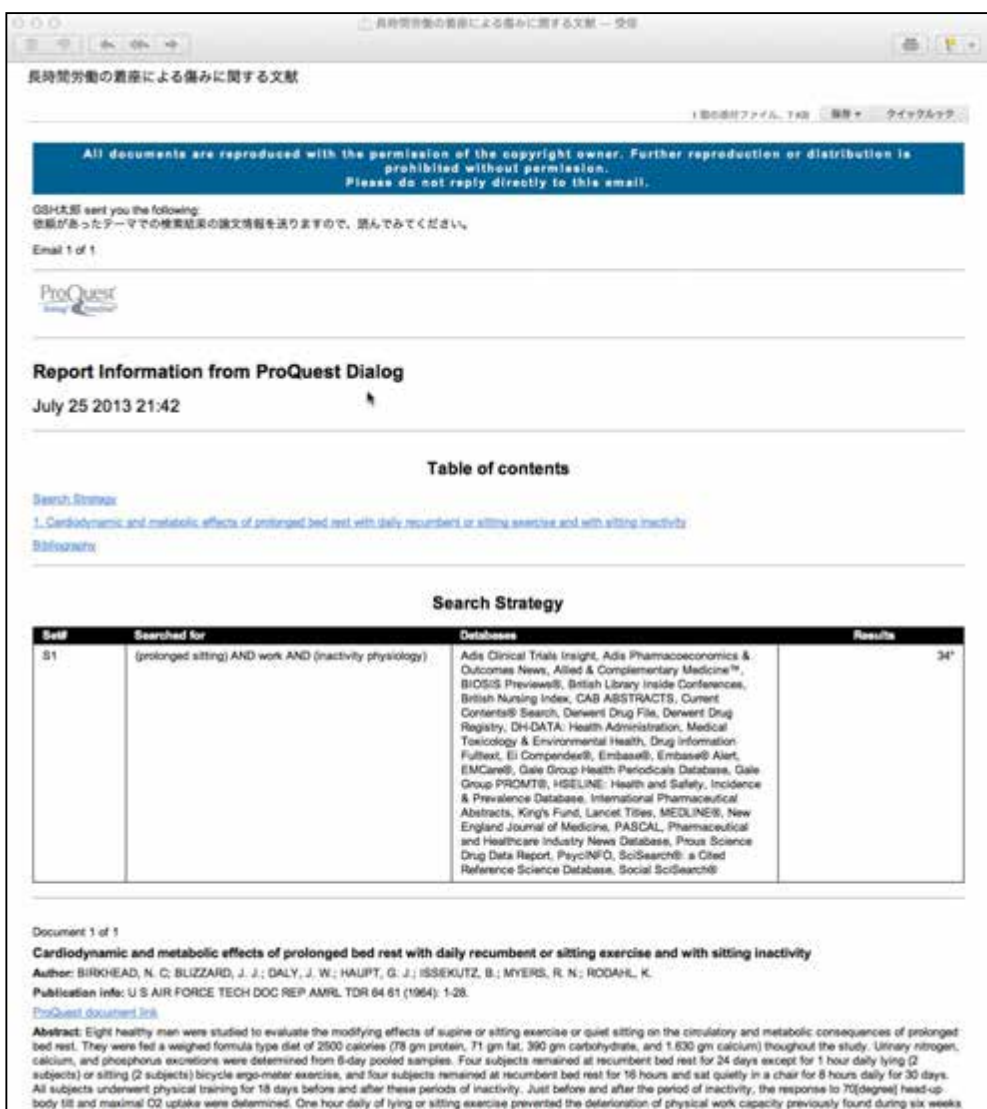 長時間労働の着座による傷みに関する文献 — 受信
長時間労働の着座による傷みに関する文献
1 個の添付ファイル, 7 KB 保存 クイックルック
All documents are reproduced with the permission of the copyright owner. Further reproduction or distribution is
prohibited without permission.
Please do not reply directly to this email.
GSH太郎 sent you the following:
依頼があったテーマでの検索結果の論文情報を送りますので、読んでみてください。
Email 1 of 1
ProQuest
Report Information from ProQuest Dialog
July 25 2013 21:42
Table of contents
Search Strategy
1. Cardiodynamic and metabolic effects of prolonged bed rest with daily recumbent or sitting exercise and with sitting inactivity
Bibliography
Search Strategy
Set# Searched for Databases Results
S1 (prolonged sitting) AND work AND (inactivity physiology) Adis Clinical Trials Insight, Adis Pharmacoeconomics & 34*
Outcomes News, Allied & Complementary Medicine™,
BIOSIS Previews®, British Library Inside Conferences,
British Nursing Index, CAB ABSTRACTS, Current
Contents® Search, Derwent Drug File, Derwent Drug
Registry, DH-DATA: Health Administration, Medical
Toxicology & Environmental Health, Drug Information
Fulltext, Ei Compendex®, Embase®, Embase® Alert,
EMCare®, Gale Group Health Periodicals Database, Gale
Group PROMT®, HSELINE: Health and Safety, Incidence
& Prevalence Database, International Pharmaceutical
Abstracts, King's Fund, Lancet Titles, MEDLINE®, New
England Journal of Medicine, PASCAL, Pharmaceutical
and Healthcare Industry News Database, Prous Science
Drug Data Report, PsycINFO, SciSearch®: a Cited
Reference Science Database, Social SciSearch®
Document 1 of 1
Cardiodynamic and metabolic effects of prolonged bed rest with daily recumbent or sitting exercise and with sitting inactivity
Author: BIRKHEAD, N. C; BLIZZARD, J. J.; DALY, J. W.; HAUPT, G. J.; ISSEKUTZ, B.; MYERS, R. N.; RODAHL, K.
Publication info: U S AIR FORCE TECH DOC REP AMRL TDR 64 61 (1964): 1-28.
ProQuest document link
Abstract: Eight healthy men were studied to evaluate the modifying effects of supine or sitting exercise or quiet sitting on the circulatory and metabolic consequences of prolonged
bed rest. They were fed a weighed formula type diet of 2500 calories (78 gm protein, 71 gm fat, 390 gm carbohydrate, and 1.630 gm calcium) thoughout the study. Urinary nitrogen,
calcium, and phosphorus excretions were determined from 6-day pooled samples. Four subjects remained at recumbent bed rest for 24 days except for 1 hour daily lying (2
subjects) or sitting (2 subjects) bicycle ergo-meter exercise, and four subjects remained at recumbent bed rest for 16 hours and sat quietly in a chair for 8 hours daily for 30 days.
All subjects underwent physical training for 18 days before and after these periods of inactivity. Just before and after the period of inactivity, the response to 70[degree] head-up
body tilt and maximal O2 uptake were determined. One hour daily of lying or sitting exercise prevented the deterioration of physical work capacity previously found during six weeks